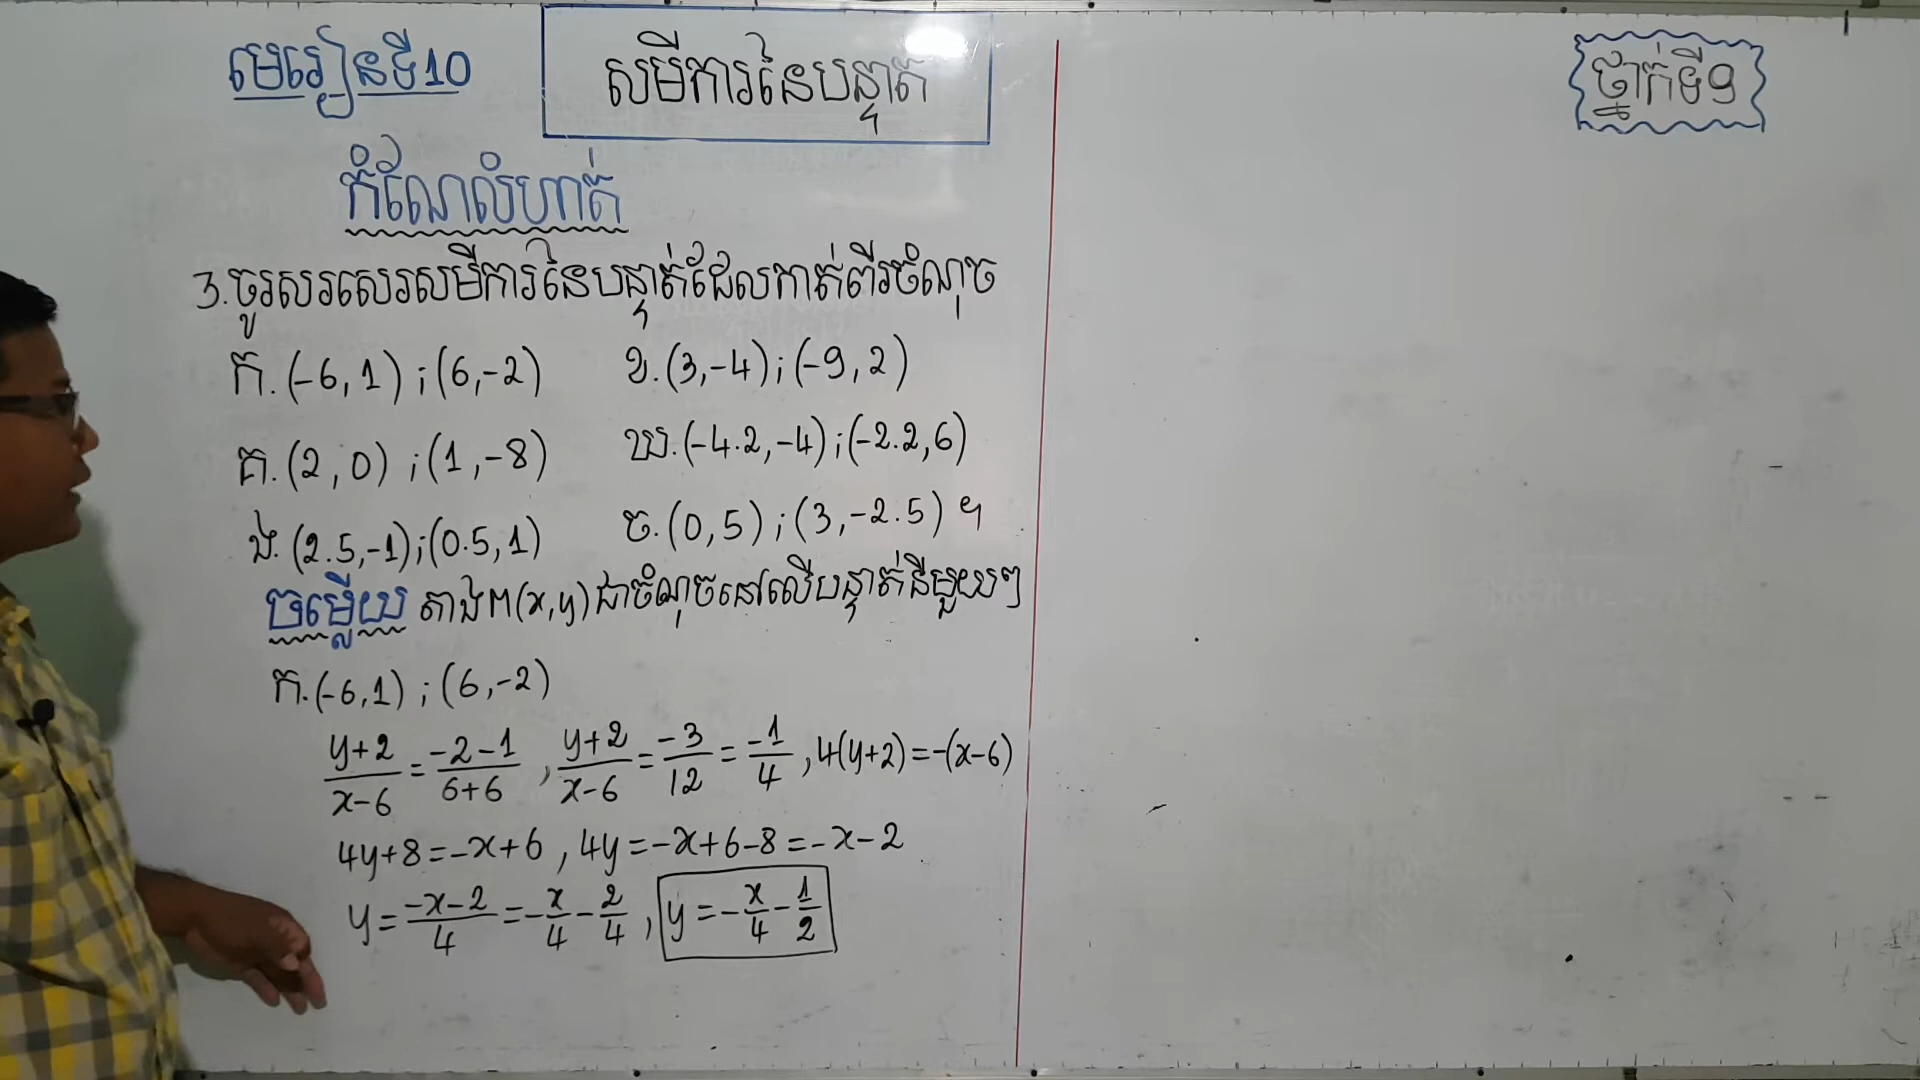 មេរៀនទី10
សមីការនៃបន្ទាត់
ថ្នាក់ទី9
កំណែលំហាត់
3.ចូរសរសេរសមីការនៃបន្ទាត់ដែលកាត់ពីរចំណុច
ក.(-6,1);(6,-2) ខ.(3,-4);(-9,2)
គ.(2,0);(1,-8) ឃ.(-4.2,-4);(-2.2,6)
ង.(2.5,-1);(0.5,1) ច.(0,5);(3,-2.5)។
ចម្លើយ តាងP(x,y)ជាចំណុចនៅលើបន្ទាត់នីមួយៗ
ក.(-6,1);(6,-2)
(y+2)/(x-6)=(-2-1)/(6+6), (y+2)/(x-6)=-3/12=-1/4, 4(y+2)=-(x-6)
4y+8=-x+6, 4y=-x+6-8=-x-2
y=(-x-2)/4=-x/4-2/4, y=-x/4-1/2